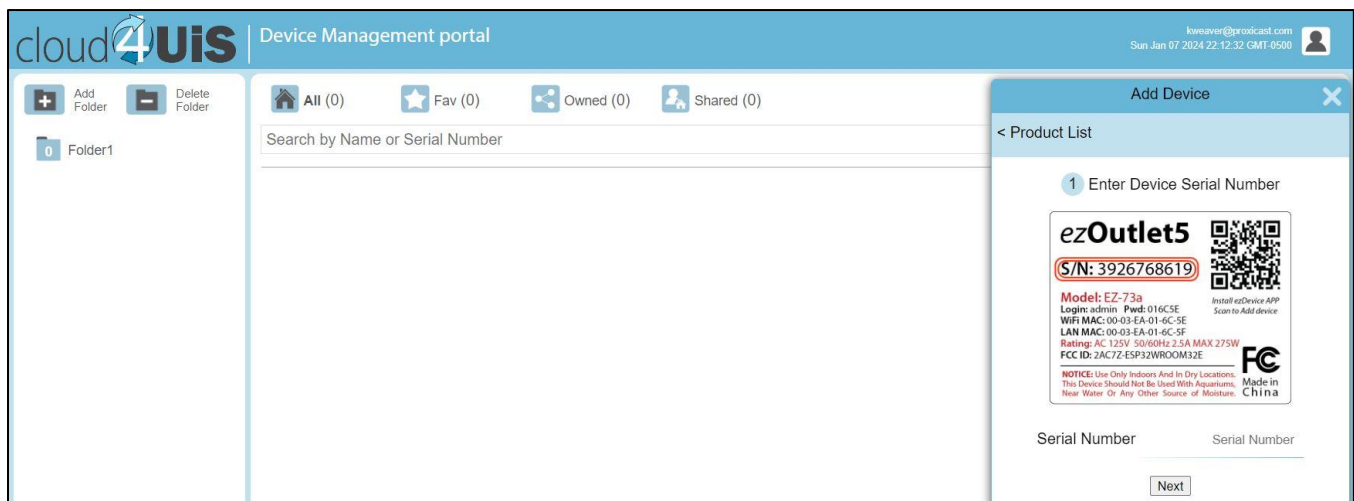 cloud4UiS
Device Management portal
kweaver@proxicast.com
Sun Jan 07 2024 22:12:32 GMT-0500
Add
Folder
Delete
Folder
0 Folder1
All (0)
Fav (0)
Owned (0)
Shared (0)
Search by Name or Serial Number
Add Device
< Product List
1 Enter Device Serial Number
ezOutlet5
S/N: 3926768619
Model: EZ-73a
Login: admin Pwd: 016C5E
WiFi MAC: 00-03-EA-01-6C-5E
LAN MAC: 00-03-EA-01-6C-5F
Rating: AC 125V 50/60Hz 2.5A MAX 275W
FCC ID: 2AC7Z-ESP32WROOM32E
Install ezDevice APP
Scan to Add device
NOTICE: Use Only Indoors And In Dry Locations.
This Device Should Not Be Used With Aquariums,
Near Water Or Any Other Source of Moisture.
FC
Made in
China
Serial Number
Serial Number
Next